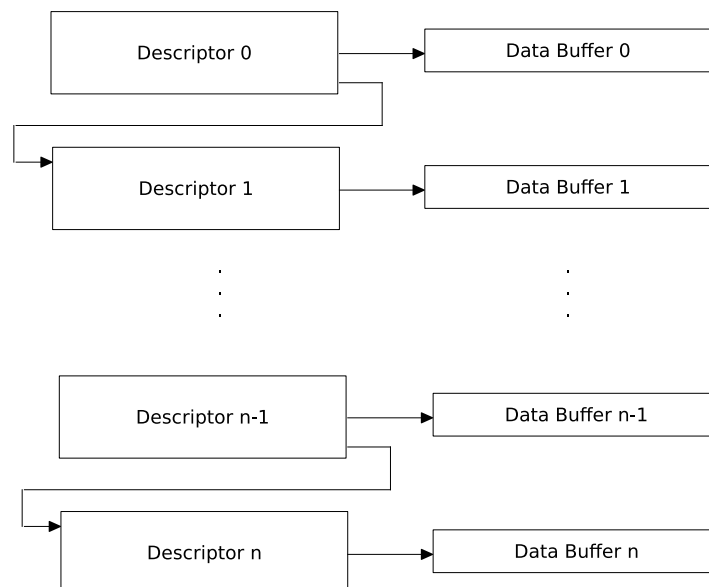 Descriptor 0
Data Buffer 0
Descriptor 1
Data Buffer 1
Descriptor n-1
Data Buffer n-1
Descriptor n
Data Buffer n